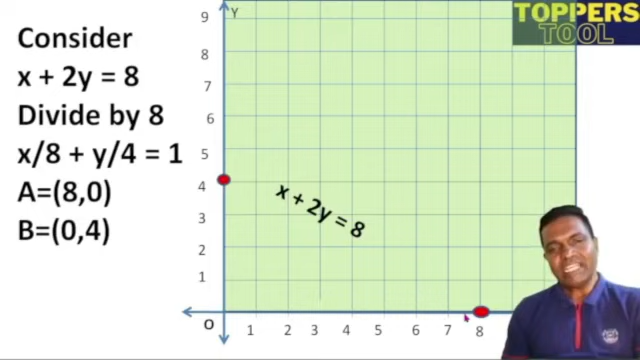 Consider
x + 2y = 8
Divide by 8
x/8 + y/4 = 1
A=(8,0)
B=(0,4)
TOPPERS
TOOL
Y
9
8
7
6
5
4
3
2
1
x + 2y = 8
O
1 2 3 4 5 6 7 8